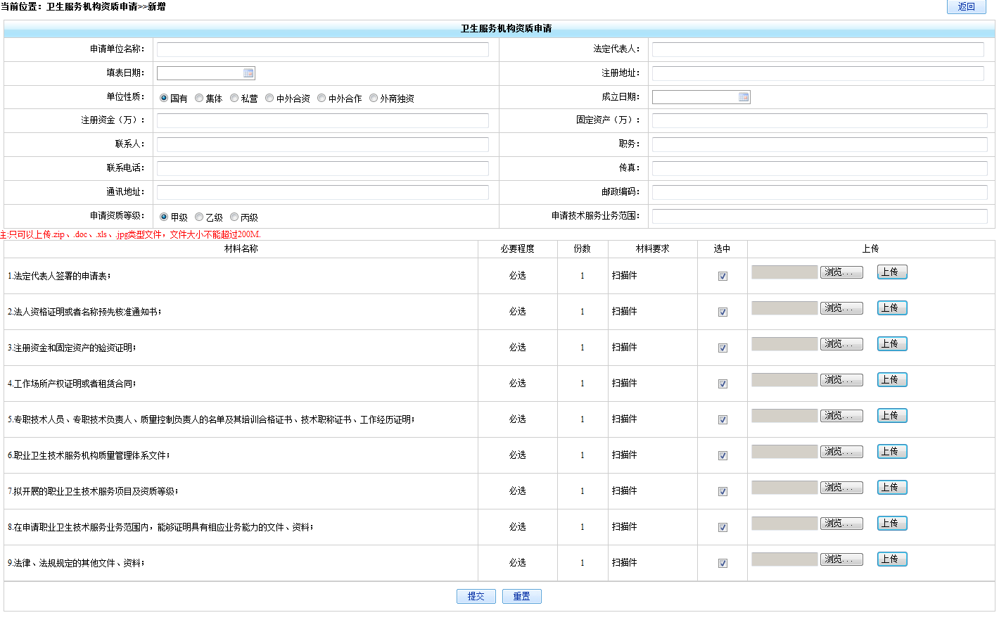 当前位置：卫生服务机构资质申请>>新增
返回
卫生服务机构资质申请
申请单位名称：
法定代表人：
填表日期：
注册地址：
单位性质：
国有 集体 私营 中外合资 中外合作 外商独资
成立日期：
注册资金（万）：
固定资产（万）：
联系人：
职务：
联系电话：
传真：
通讯地址：
邮政编码：
申请资质等级：
甲级 乙级 丙级
申请技术服务业务范围：
注:只可以上传.zip、.doc、.xls、.jpg类型文件，文件大小不能超过200M.
材料名称 必要程度 份数 材料要求 选中 上传
1.法定代表人签署的申请表； 必选 1 扫描件 浏览... 上传
2.法人资格证明或者名称预先核准通知书； 必选 1 扫描件 浏览... 上传
3.注册资金和固定资产的验资证明； 必选 1 扫描件 浏览... 上传
4.工作场所产权证明或者租赁合同； 必选 1 扫描件 浏览... 上传
5.专职技术人员、专职技术负责人、质量控制负责人的名单及其培训合格证书、技术职称证书、工作经历证明； 必选 1 扫描件 浏览... 上传
6.职业卫生技术服务机构质量管理体系文件； 必选 1 扫描件 浏览... 上传
7.拟开展的职业卫生技术服务项目及资质等级； 必选 1 扫描件 浏览... 上传
8.在申请职业卫生技术服务业务范围内，能够证明具有相应业务能力的文件、资料； 必选 1 扫描件 浏览... 上传
9.法律、法规规定的其他文件、资料； 必选 1 扫描件 浏览... 上传
提交 重置